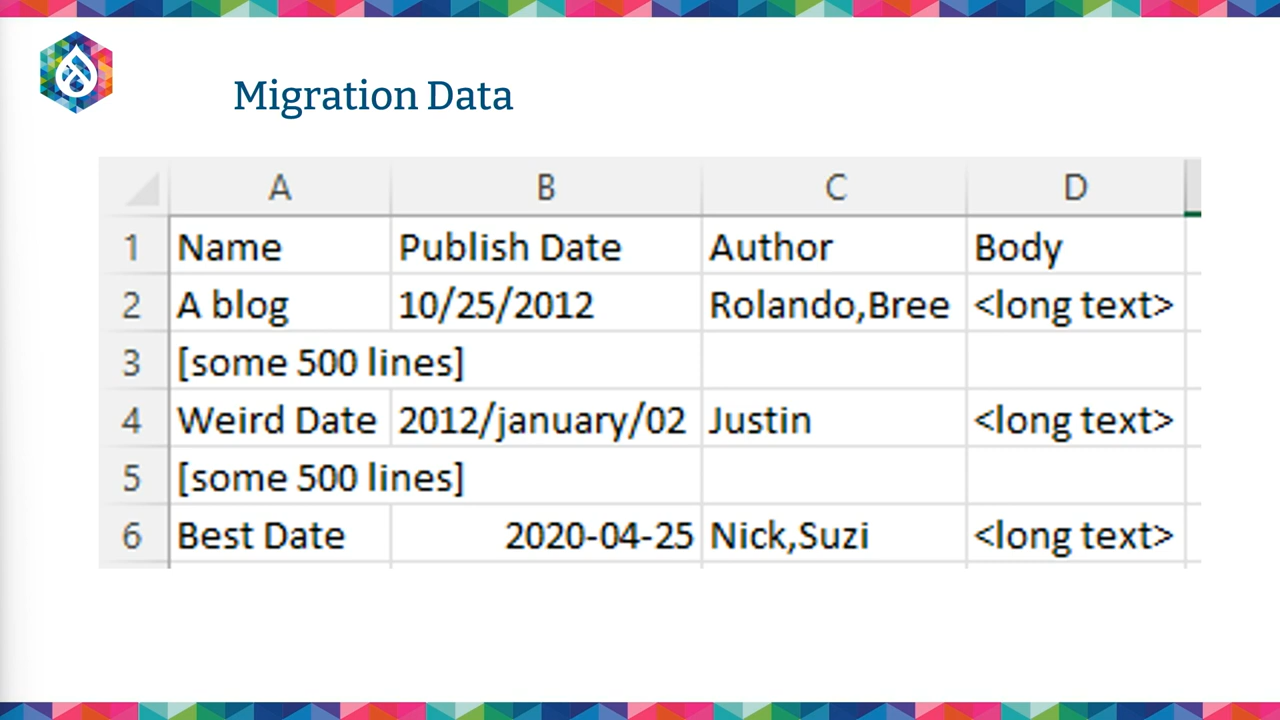 Migration Data
A B C D
1 Name Publish Date Author Body
2 A blog 10/25/2012 Rolando,Bree <long text>
3 [some 500 lines]
4 Weird Date 2012/january/02 Justin <long text>
5 [some 500 lines]
6 Best Date 2020-04-25 Nick,Suzi <long text>